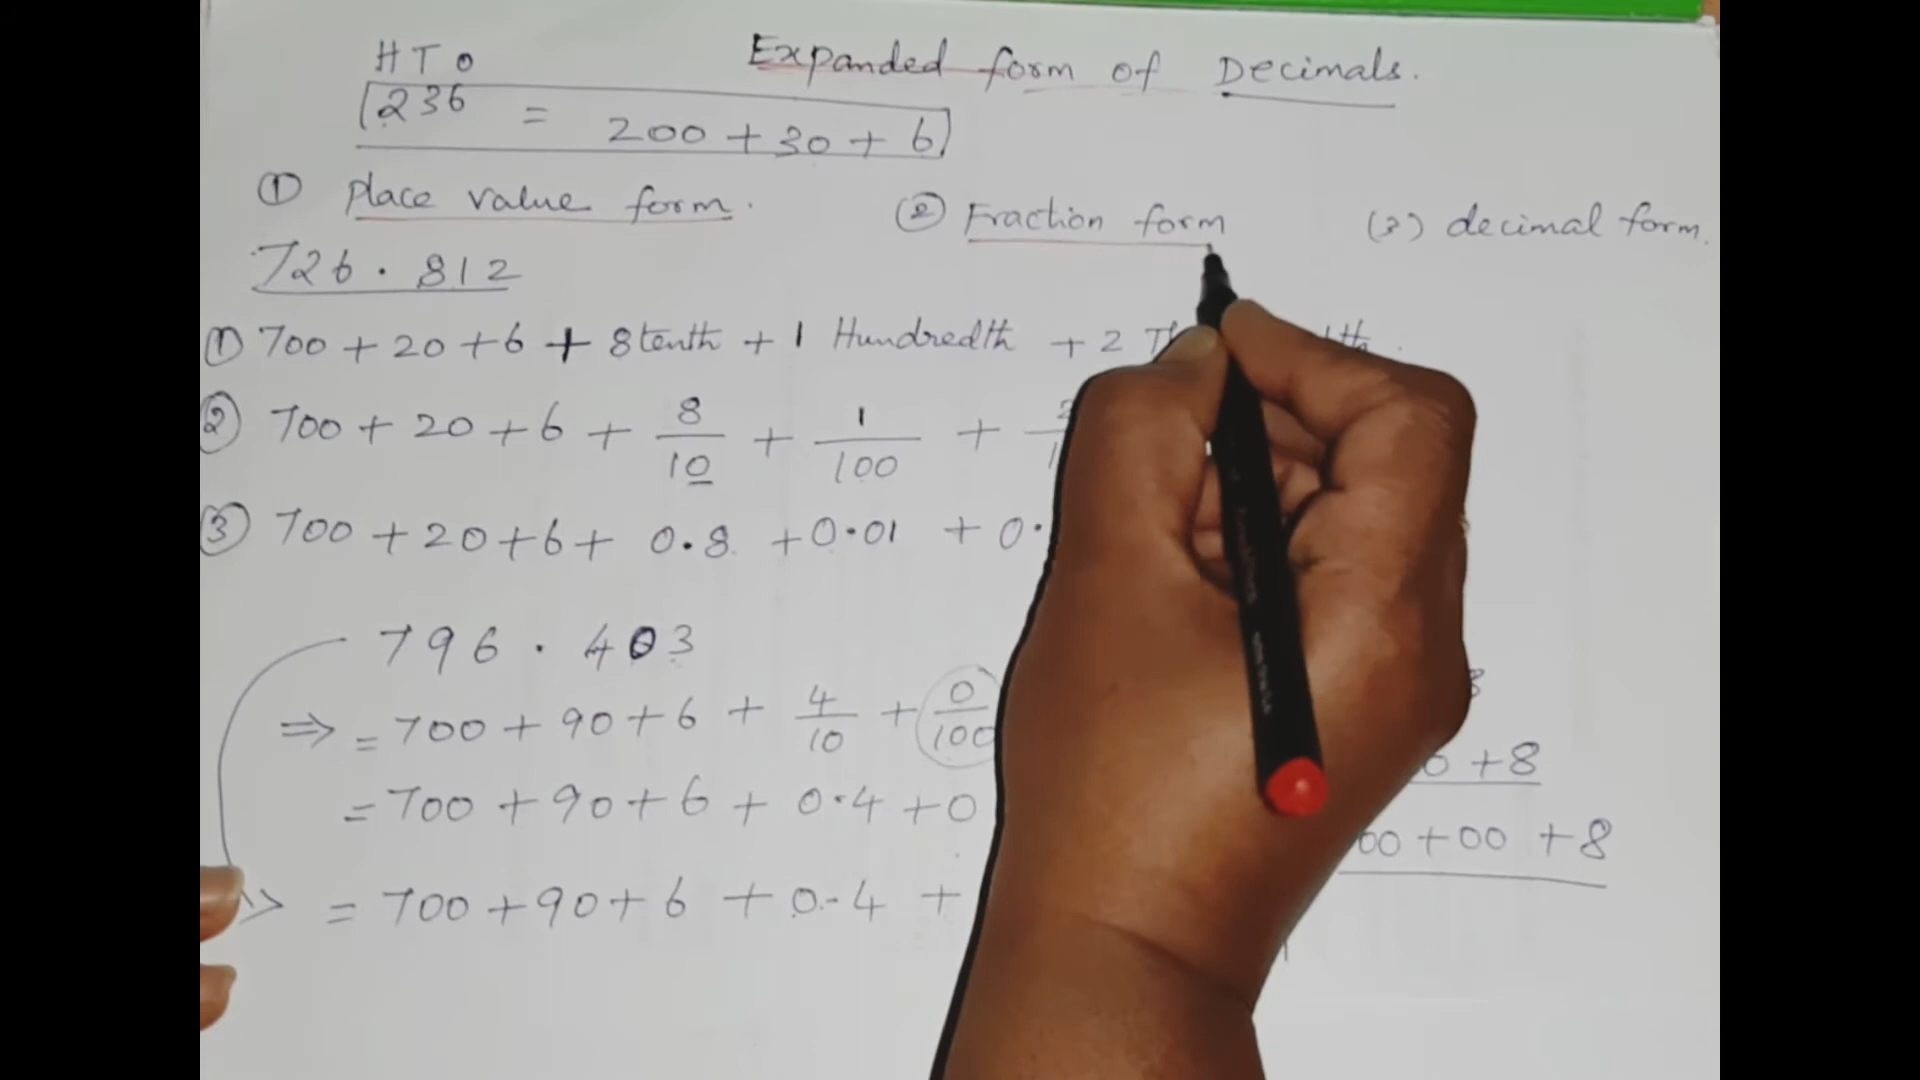 H T O
Expanded form of Decimals.
236 = 200 + 30 + 6
① Place value form.
(2) Fraction form
(3) decimal form.
726 . 812
① 700 + 20 + 6 + 8 tenth + 1 Hundredth + 2
② 700 + 20 + 6 + 8/10 + 1/100 +
③ 700 + 20 + 6 + 0.8 + 0.01 + 0.
796 . 403
⇒ = 700 + 90 + 6 + 4/10 + 0/100
= 700 + 90 + 6 + 0.4 + 0
= 700 + 90 + 6 + 0.4 +
+ 8
00 + 00 + 8